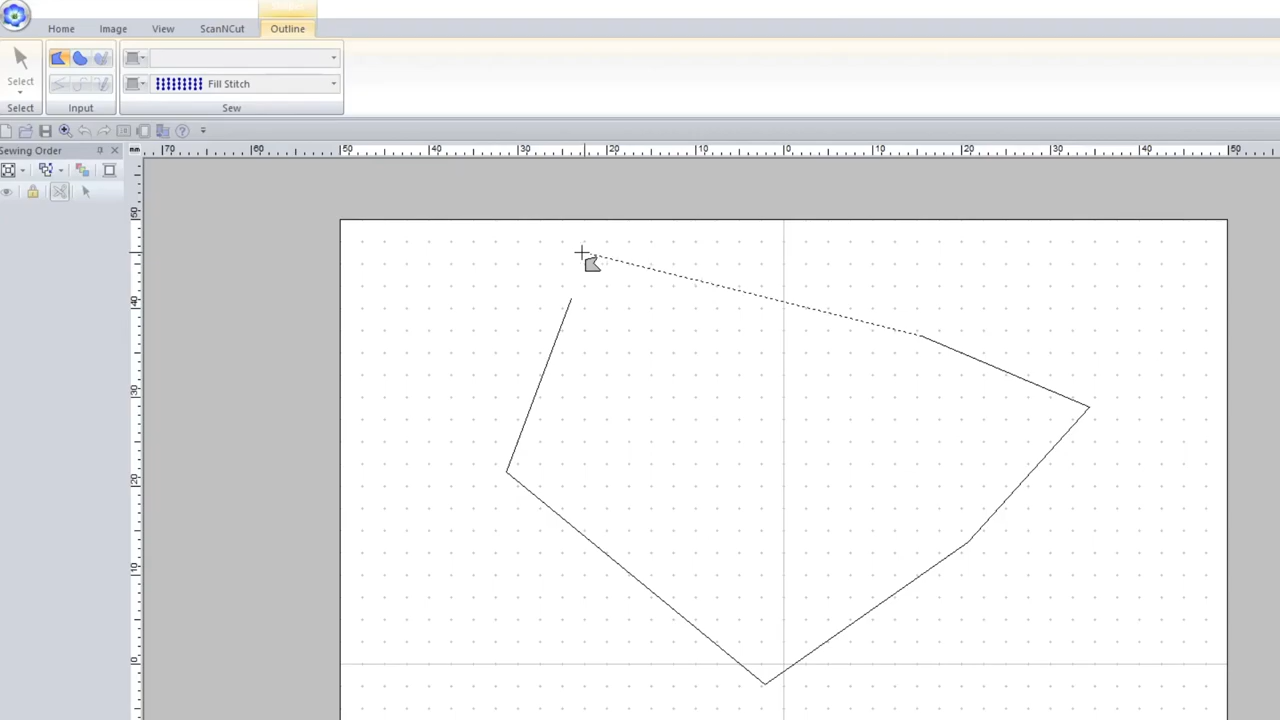 Home Image View ScanNCut Outline
Select
Fill Stitch
Select Input Sew
Sewing Order
mm 70 60 50 40 30 20 10 0 10 20 30 40 50
50
40
30
20
10
0